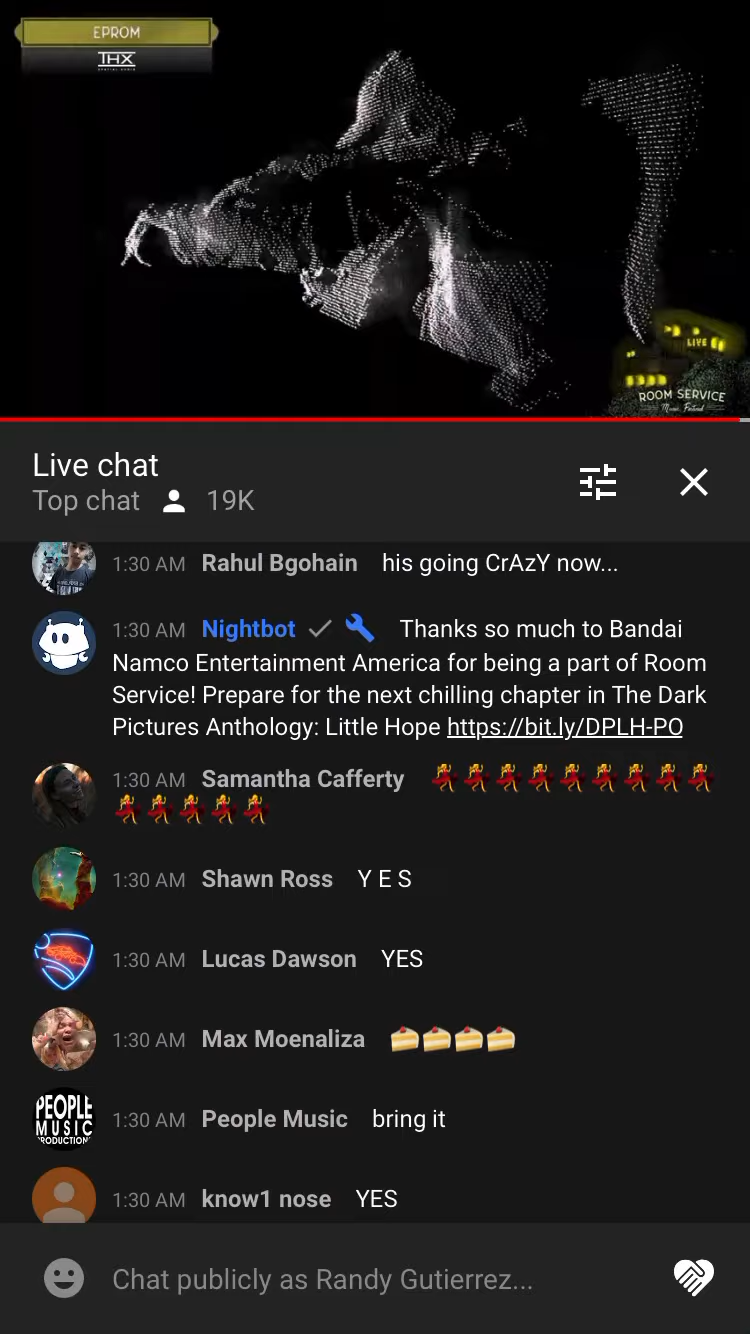 EPROM
THX
SPATIAL AUDIO
LIVE
ROOM SERVICE
Music Festival
Live chat
Top chat 19K
1:30 AM Rahul Bgohain his going CrAzY now...
1:30 AM Nightbot Thanks so much to Bandai
Namco Entertainment America for being a part of Room
Service! Prepare for the next chilling chapter in The Dark
Pictures Anthology: Little Hope https://bit.ly/DPLH-PO
1:30 AM Samantha Cafferty 💃💃💃💃💃💃💃💃💃
💃💃💃💃💃
1:30 AM Shawn Ross Y E S
1:30 AM Lucas Dawson YES
1:30 AM Max Moenaliza 🍰🍰🍰🍰
PEOPLE
MUSIC
PRODUCTIONS
1:30 AM People Music bring it
1:30 AM know1 nose YES
Chat publicly as Randy Gutierrez...